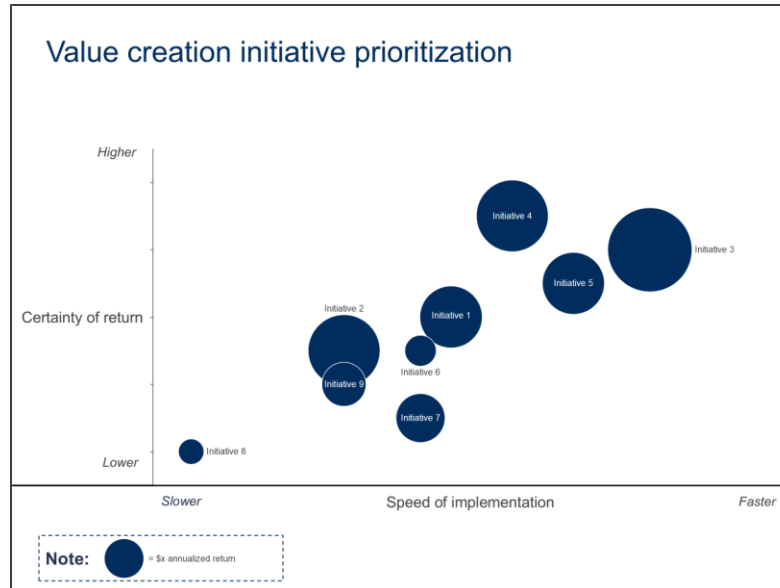 Value creation initiative prioritization
Higher
Initiative 4
Initiative 3
Initiative 5
Initiative 2
Certainty of return
Initiative 1
Initiative 6
Initiative 9
Initiative 7
Initiative 8
Lower
Slower
Speed of implementation
Faster
Note:
= $x annualized return